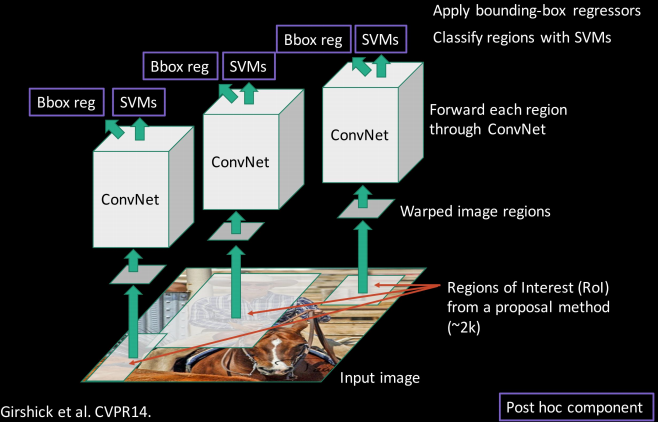 Apply bounding-box regressors
Bbox reg
SVMs
Classify regions with SVMs
Bbox reg
SVMs
Bbox reg
SVMs
Forward each region
through ConvNet
ConvNet
ConvNet
ConvNet
Warped image regions
Regions of Interest (RoI)
from a proposal method
(~2k)
Input image
Girshick et al. CVPR14.
Post hoc component